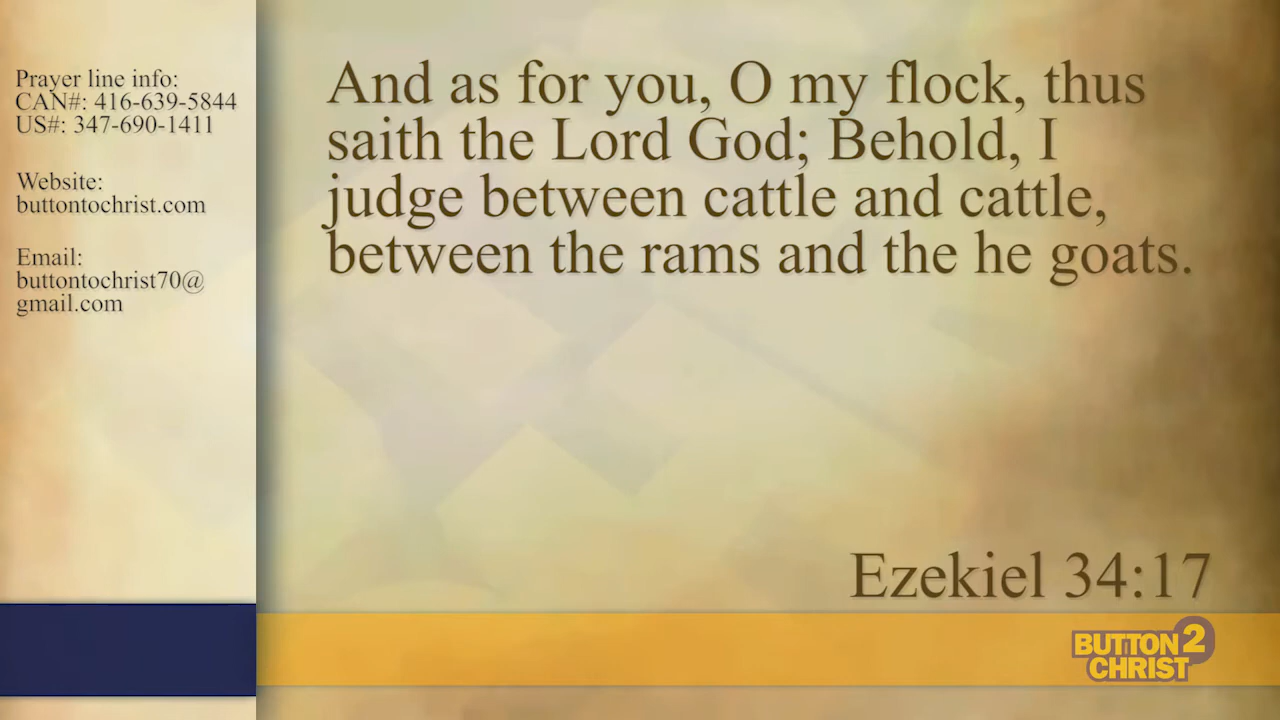 Prayer line info:
CAN#: 416-639-5844
US#: 347-690-1411
Website:
buttontochrist.com
Email:
buttontochrist70@
gmail.com
And as for you, O my flock, thus
saith the Lord God; Behold, I
judge between cattle and cattle,
between the rams and the he goats.
Ezekiel 34:17
BUTTON 2
CHRIST